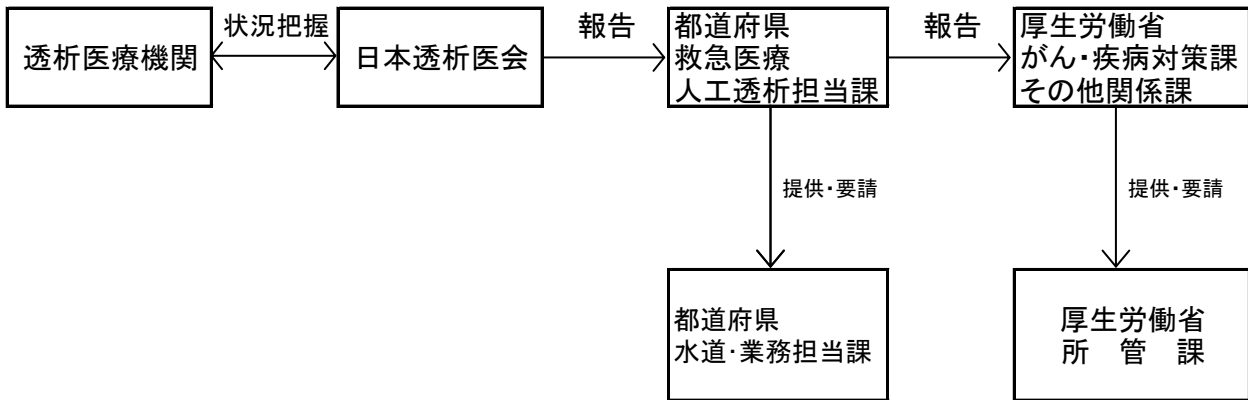 透析医療機関
状況把握
日本透析医会
報告
都道府県
救急医療
人工透析担当課
報告
厚生労働省
がん・疾病対策課
その他関係課
提供・要請
提供・要請
都道府県
水道・業務担当課
厚生労働省
所　管　課